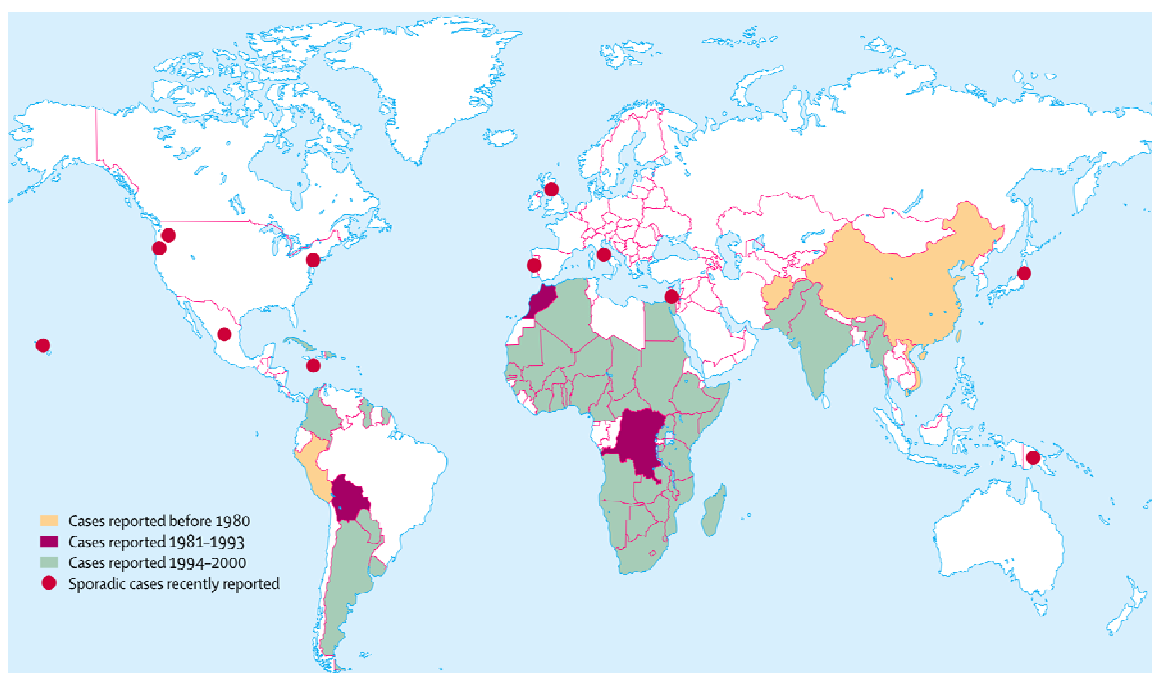 Cases reported before 1980
Cases reported 1981–1993
Cases reported 1994–2000
Sporadic cases recently reported